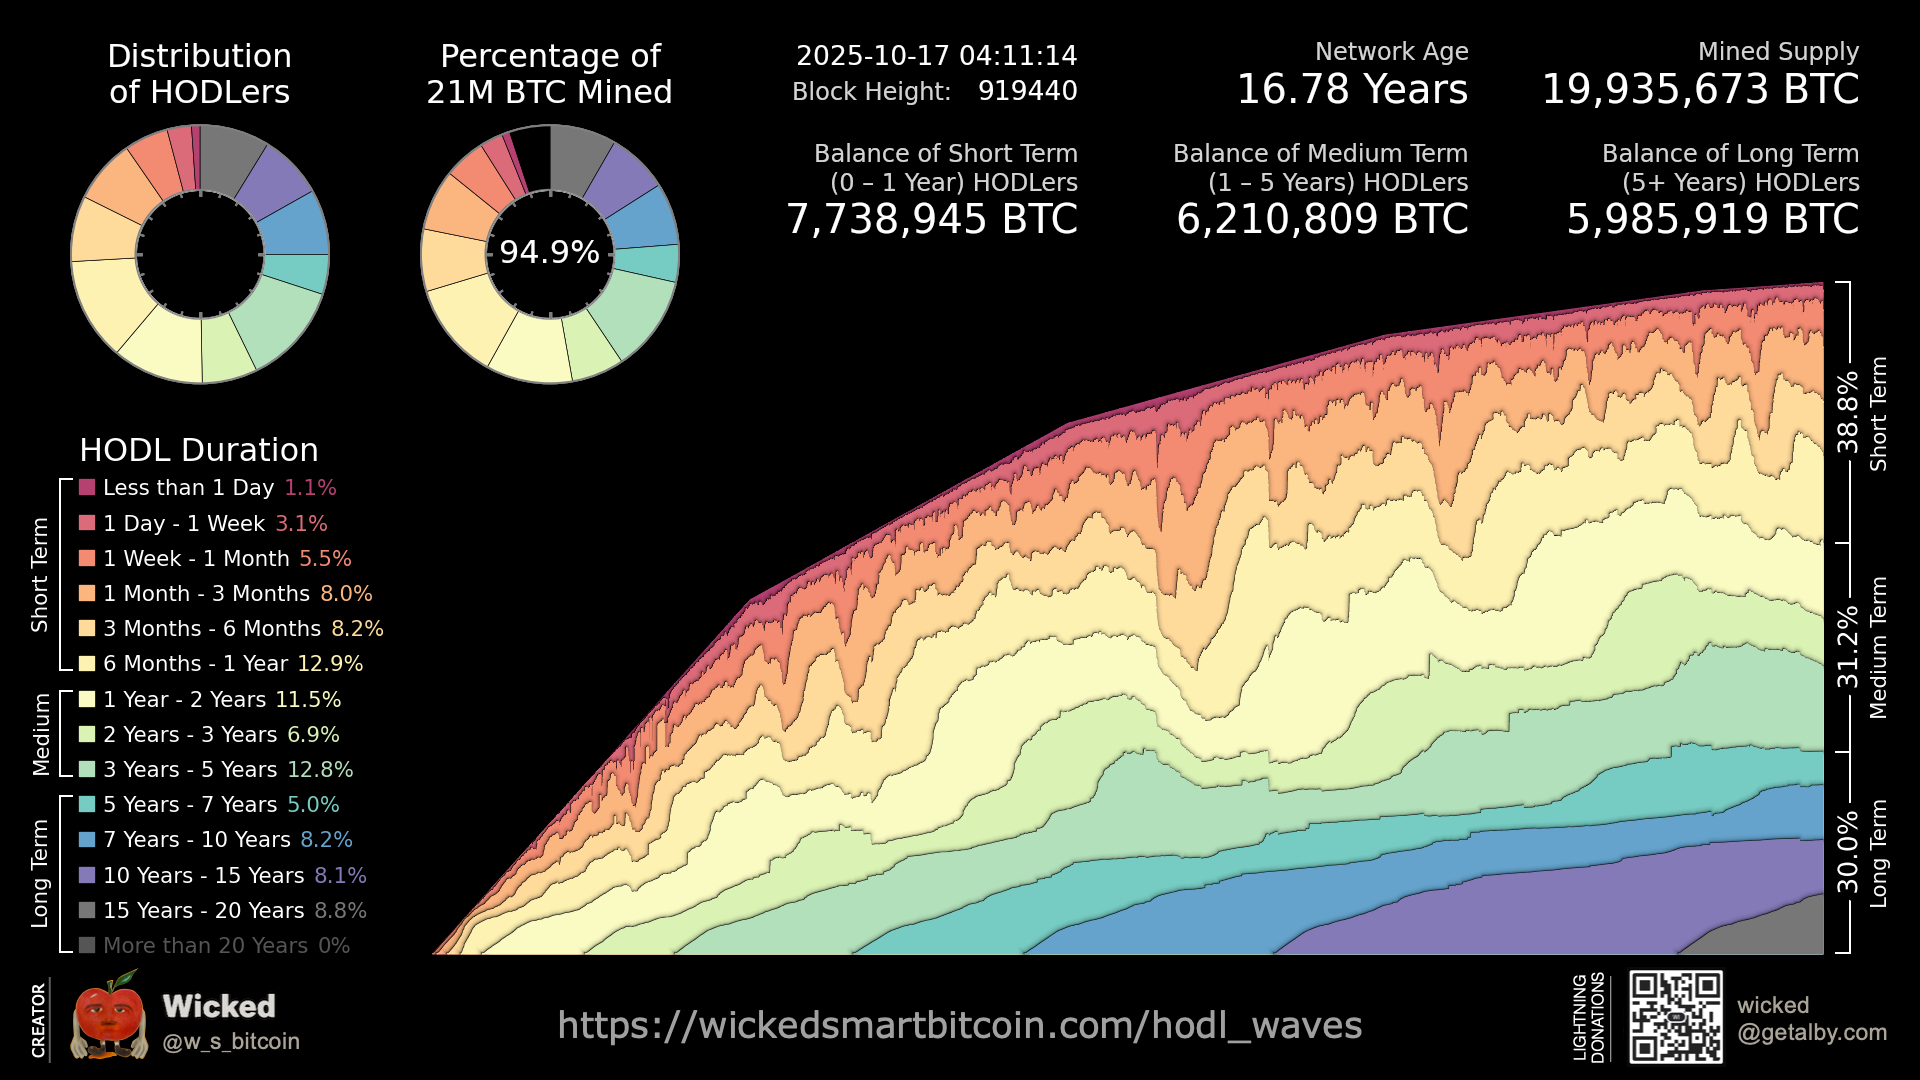 Distribution
of HODLers
Percentage of
21M BTC Mined
94.9%
2025-10-17 04:11:14
Block Height: 919440
Network Age
16.78 Years
Mined Supply
19,935,673 BTC
Balance of Short Term
(0 – 1 Year) HODLers
7,738,945 BTC
Balance of Medium Term
(1 – 5 Years) HODLers
6,210,809 BTC
Balance of Long Term
(5+ Years) HODLers
5,985,919 BTC
HODL Duration
Short Term
Less than 1 Day 1.1%
1 Day - 1 Week 3.1%
1 Week - 1 Month 5.5%
1 Month - 3 Months 8.0%
3 Months - 6 Months 8.2%
6 Months - 1 Year 12.9%
Medium
1 Year - 2 Years 11.5%
2 Years - 3 Years 6.9%
3 Years - 5 Years 12.8%
Long Term
5 Years - 7 Years 5.0%
7 Years - 10 Years 8.2%
10 Years - 15 Years 8.1%
15 Years - 20 Years 8.8%
More than 20 Years 0%
38.8%
Short Term
31.2%
Medium Term
30.0%
Long Term
CREATOR
Wicked
@w_s_bitcoin
https://wickedsmartbitcoin.com/hodl_waves
LIGHTNING
DONATIONS
wicked
@getalby.com